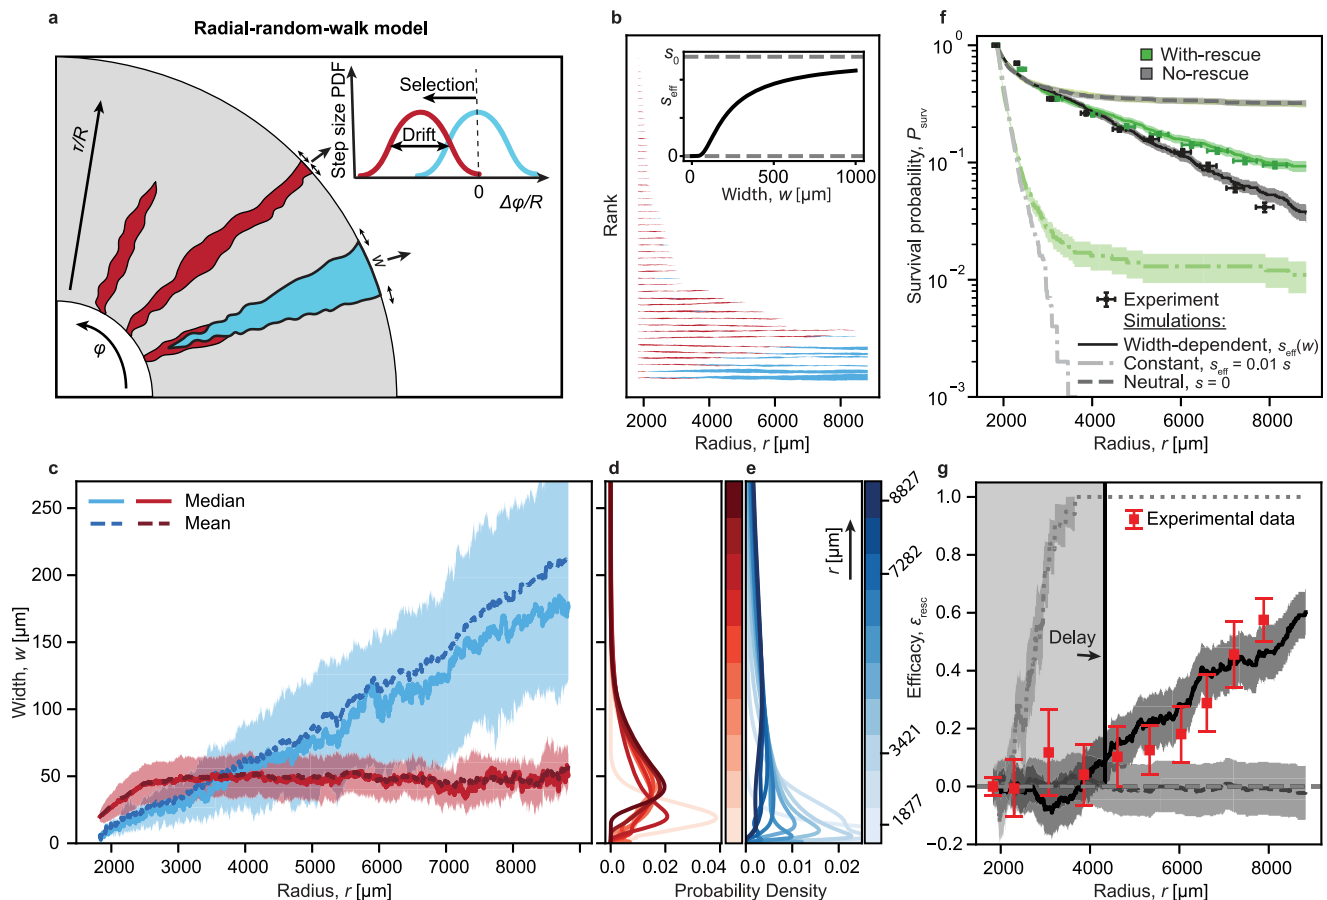 a
Radial-random-walk model
r/R
φ
w
Step size PDF
Selection
Drift
0
Δφ/R
b
Rank
s0
seff
0
0
500
1000
Width, w [µm]
2000
4000
6000
8000
Radius, r [µm]
f
Survival probability, Psurv
10⁰
10⁻¹
10⁻²
10⁻³
With-rescue
No-rescue
Experiment
Simulations:
Width-dependent, seff(w)
Constant, seff = 0.01 s
Neutral, s = 0
2000
4000
6000
8000
Radius, r [µm]
c
Width, w [µm]
250
200
150
100
50
0
Median
Mean
2000
3000
4000
5000
6000
7000
8000
Radius, r [µm]
d
0.0
0.02
0.04
e
0.0
0.01
0.02
Probability Density
r [µm]
8827
7282
3421
1877
g
Efficacy, εresc
1.0
0.8
0.6
0.4
0.2
0.0
−0.2
Experimental data
Delay
2000
4000
6000
8000
Radius, r [µm]